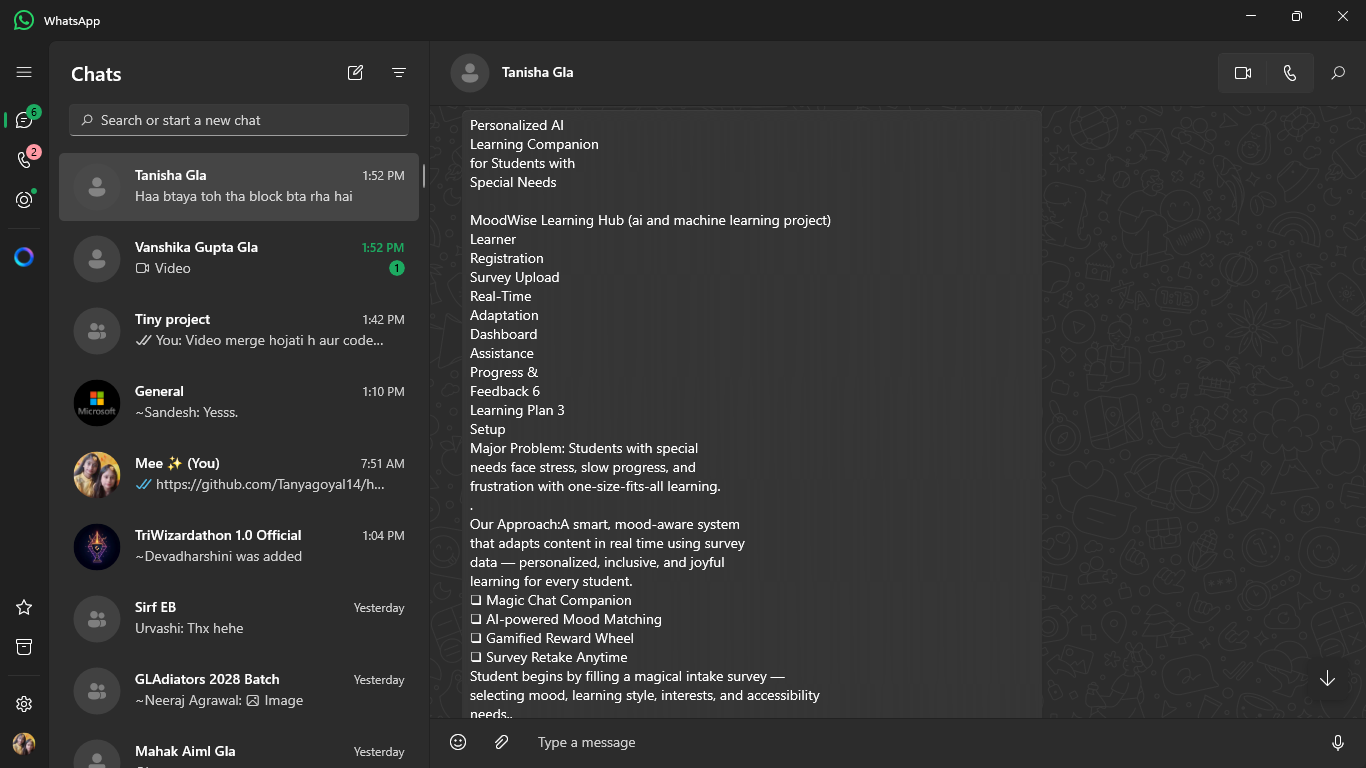 WhatsApp
Chats
Search or start a new chat
6
2
Tanisha Gla
1:52 PM
Haa btaya toh tha block bta rha hai
Vanshika Gupta Gla
1:52 PM
Video
1
Tiny project
1:42 PM
You: Video merge hojati h aur code...
Microsoft
General
1:10 PM
~Sandesh: Yesss.
Mee ✨ (You)
7:51 AM
https://github.com/Tanyagoyal14/h...
TriWizardathon 1.0 Official
1:04 PM
~Devadharshini was added
Sirf EB
Yesterday
Urvashi: Thx hehe
GLAdiators 2028 Batch
Yesterday
~Neeraj Agrawal: Image
Mahak Aiml Gla
Yesterday
Tanisha Gla
Personalized AI
Learning Companion
for Students with
Special Needs
MoodWise Learning Hub (ai and machine learning project)
Learner
Registration
Survey Upload
Real-Time
Adaptation
Dashboard
Assistance
Progress &
Feedback 6
Learning Plan 3
Setup
Major Problem: Students with special
needs face stress, slow progress, and
frustration with one-size-fits-all learning.
.
Our Approach:A smart, mood-aware system
that adapts content in real time using survey
data — personalized, inclusive, and joyful
learning for every student.
❑ Magic Chat Companion
❑ AI-powered Mood Matching
❑ Gamified Reward Wheel
❑ Survey Retake Anytime
Student begins by filling a magical intake survey —
selecting mood, learning style, interests, and accessibility
needs..
Type a message